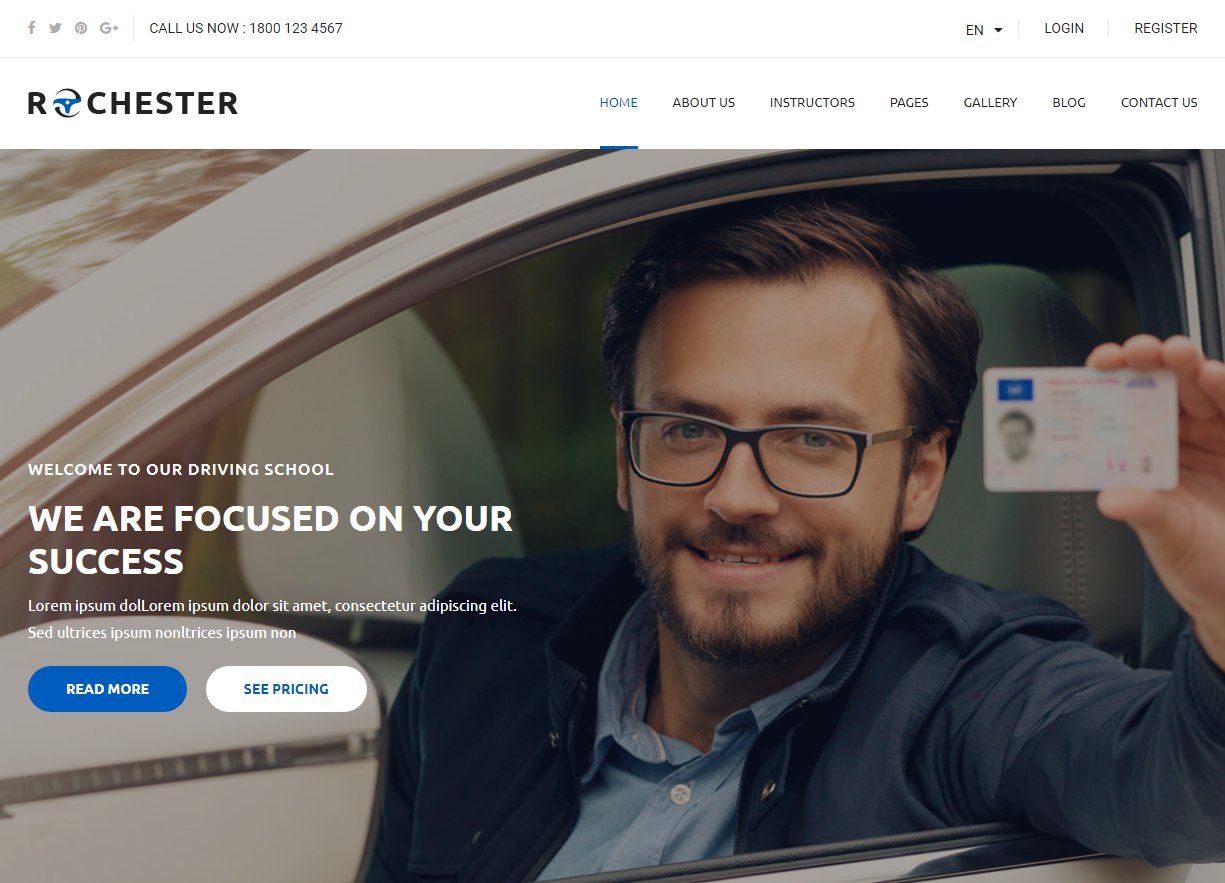 CALL US NOW : 1800 123 4567
EN
LOGIN
REGISTER
ROCHESTER
HOME
ABOUT US
INSTRUCTORS
PAGES
GALLERY
BLOG
CONTACT US
WELCOME TO OUR DRIVING SCHOOL
WE ARE FOCUSED ON YOUR
SUCCESS
Lorem ipsum dolLorem ipsum dolor sit amet, consectetur adipiscing elit.
Sed ultrices ipsum nonltrices ipsum non
READ MORE
SEE PRICING